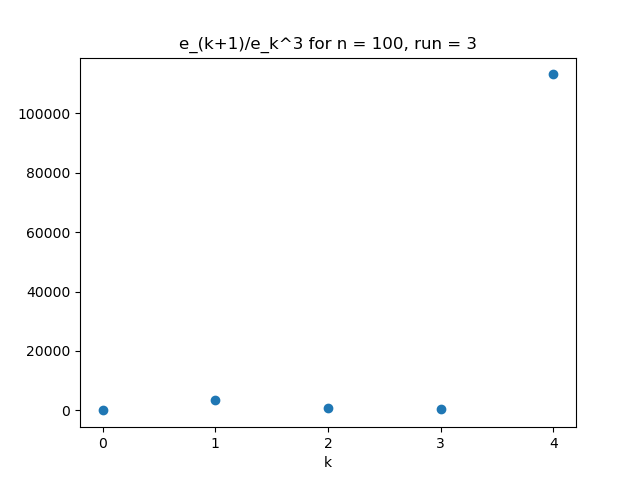 e_(k+1)/e_k^3 for n = 100, run = 3
100000
80000
60000
40000
20000
0
0 1 2 3 4
k